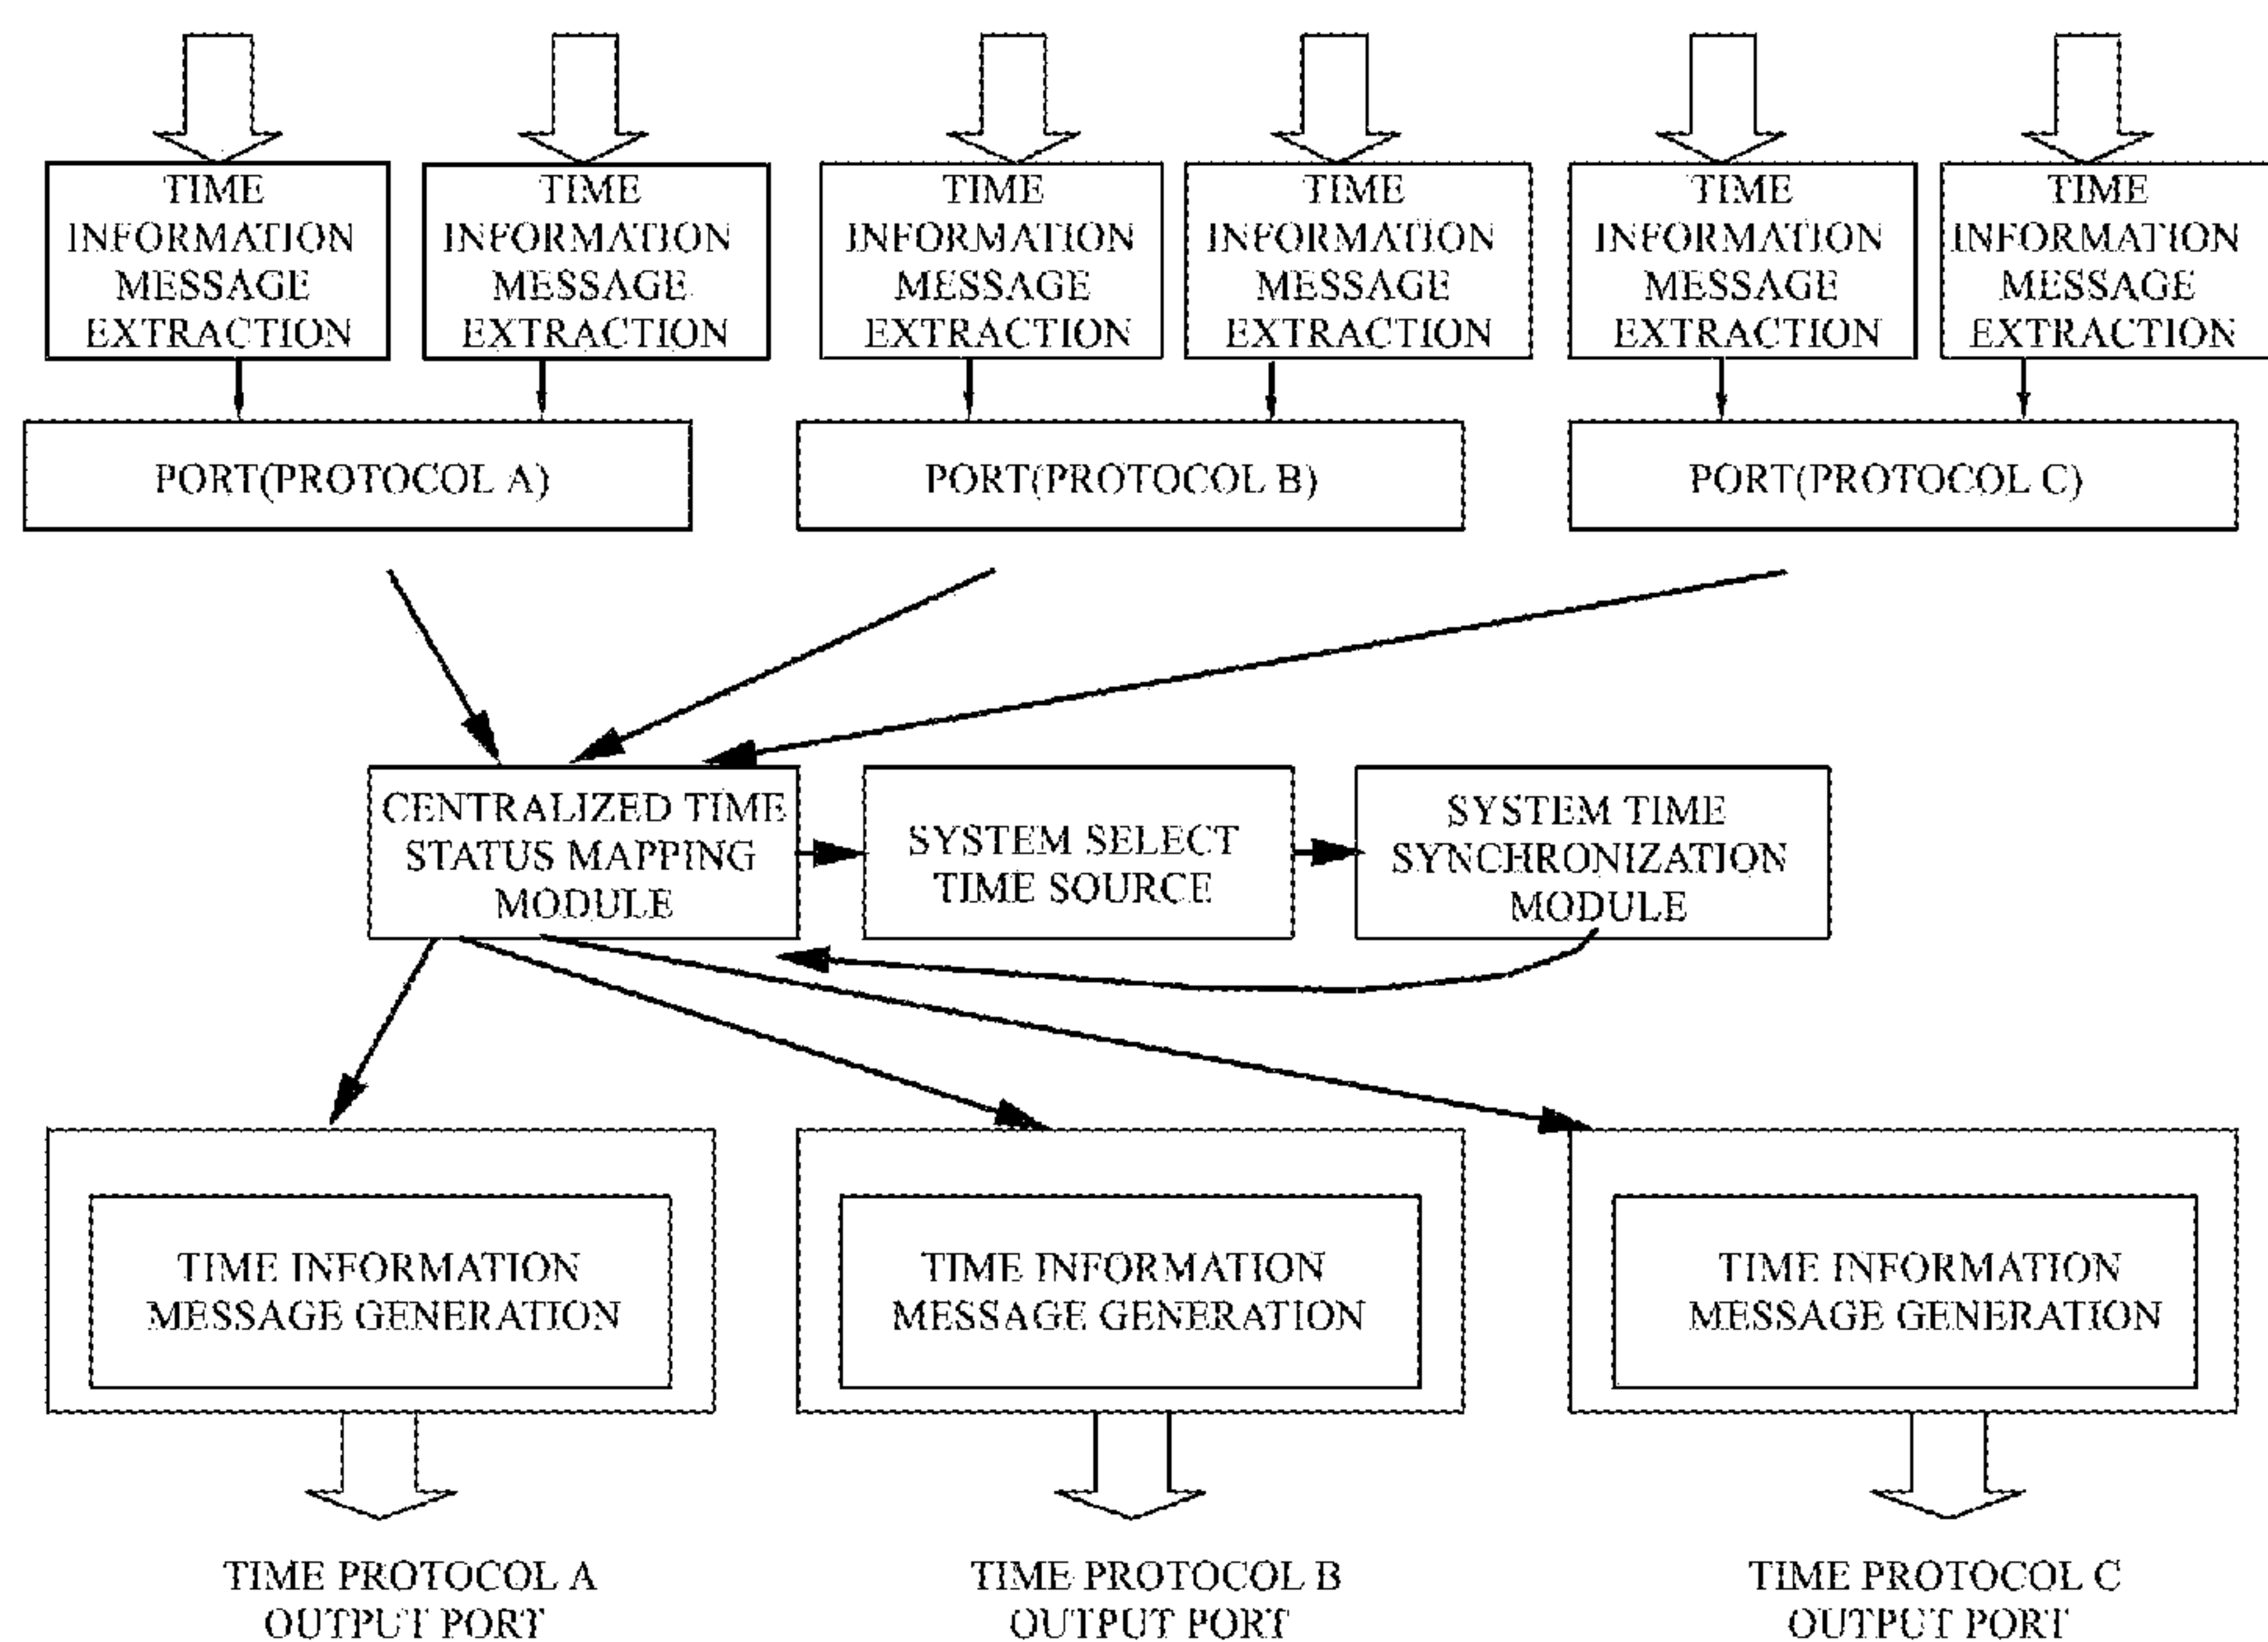 TIME
INFORMATION
MESSAGE
EXTRACTION
TIME
INFORMATION
MESSAGE
EXTRACTION
TIME
INFORMATION
MESSAGE
EXTRACTION
TIME
INFORMATION
MESSAGE
EXTRACTION
TIME
INFORMATION
MESSAGE
EXTRACTION
TIME
INFORMATION
MESSAGE
EXTRACTION
PORT(PROTOCOL A)
PORT(PROTOCOL B)
PORT(PROTOCOL C)
CENTRALIZED TIME
STATUS MAPPING
MODULE
SYSTEM SELECT
TIME SOURCE
SYSTEM TIME
SYNCHRONIZATION
MODULE
TIME INFORMATION
MESSAGE GENERATION
TIME INFORMATION
MESSAGE GENERATION
TIME INFORMATION
MESSAGE GENERATION
TIME PROTOCOL A
OUTPUT PORT
TIME PROTOCOL B
OUTPUT PORT
TIME PROTOCOL C
OUTPUT PORT